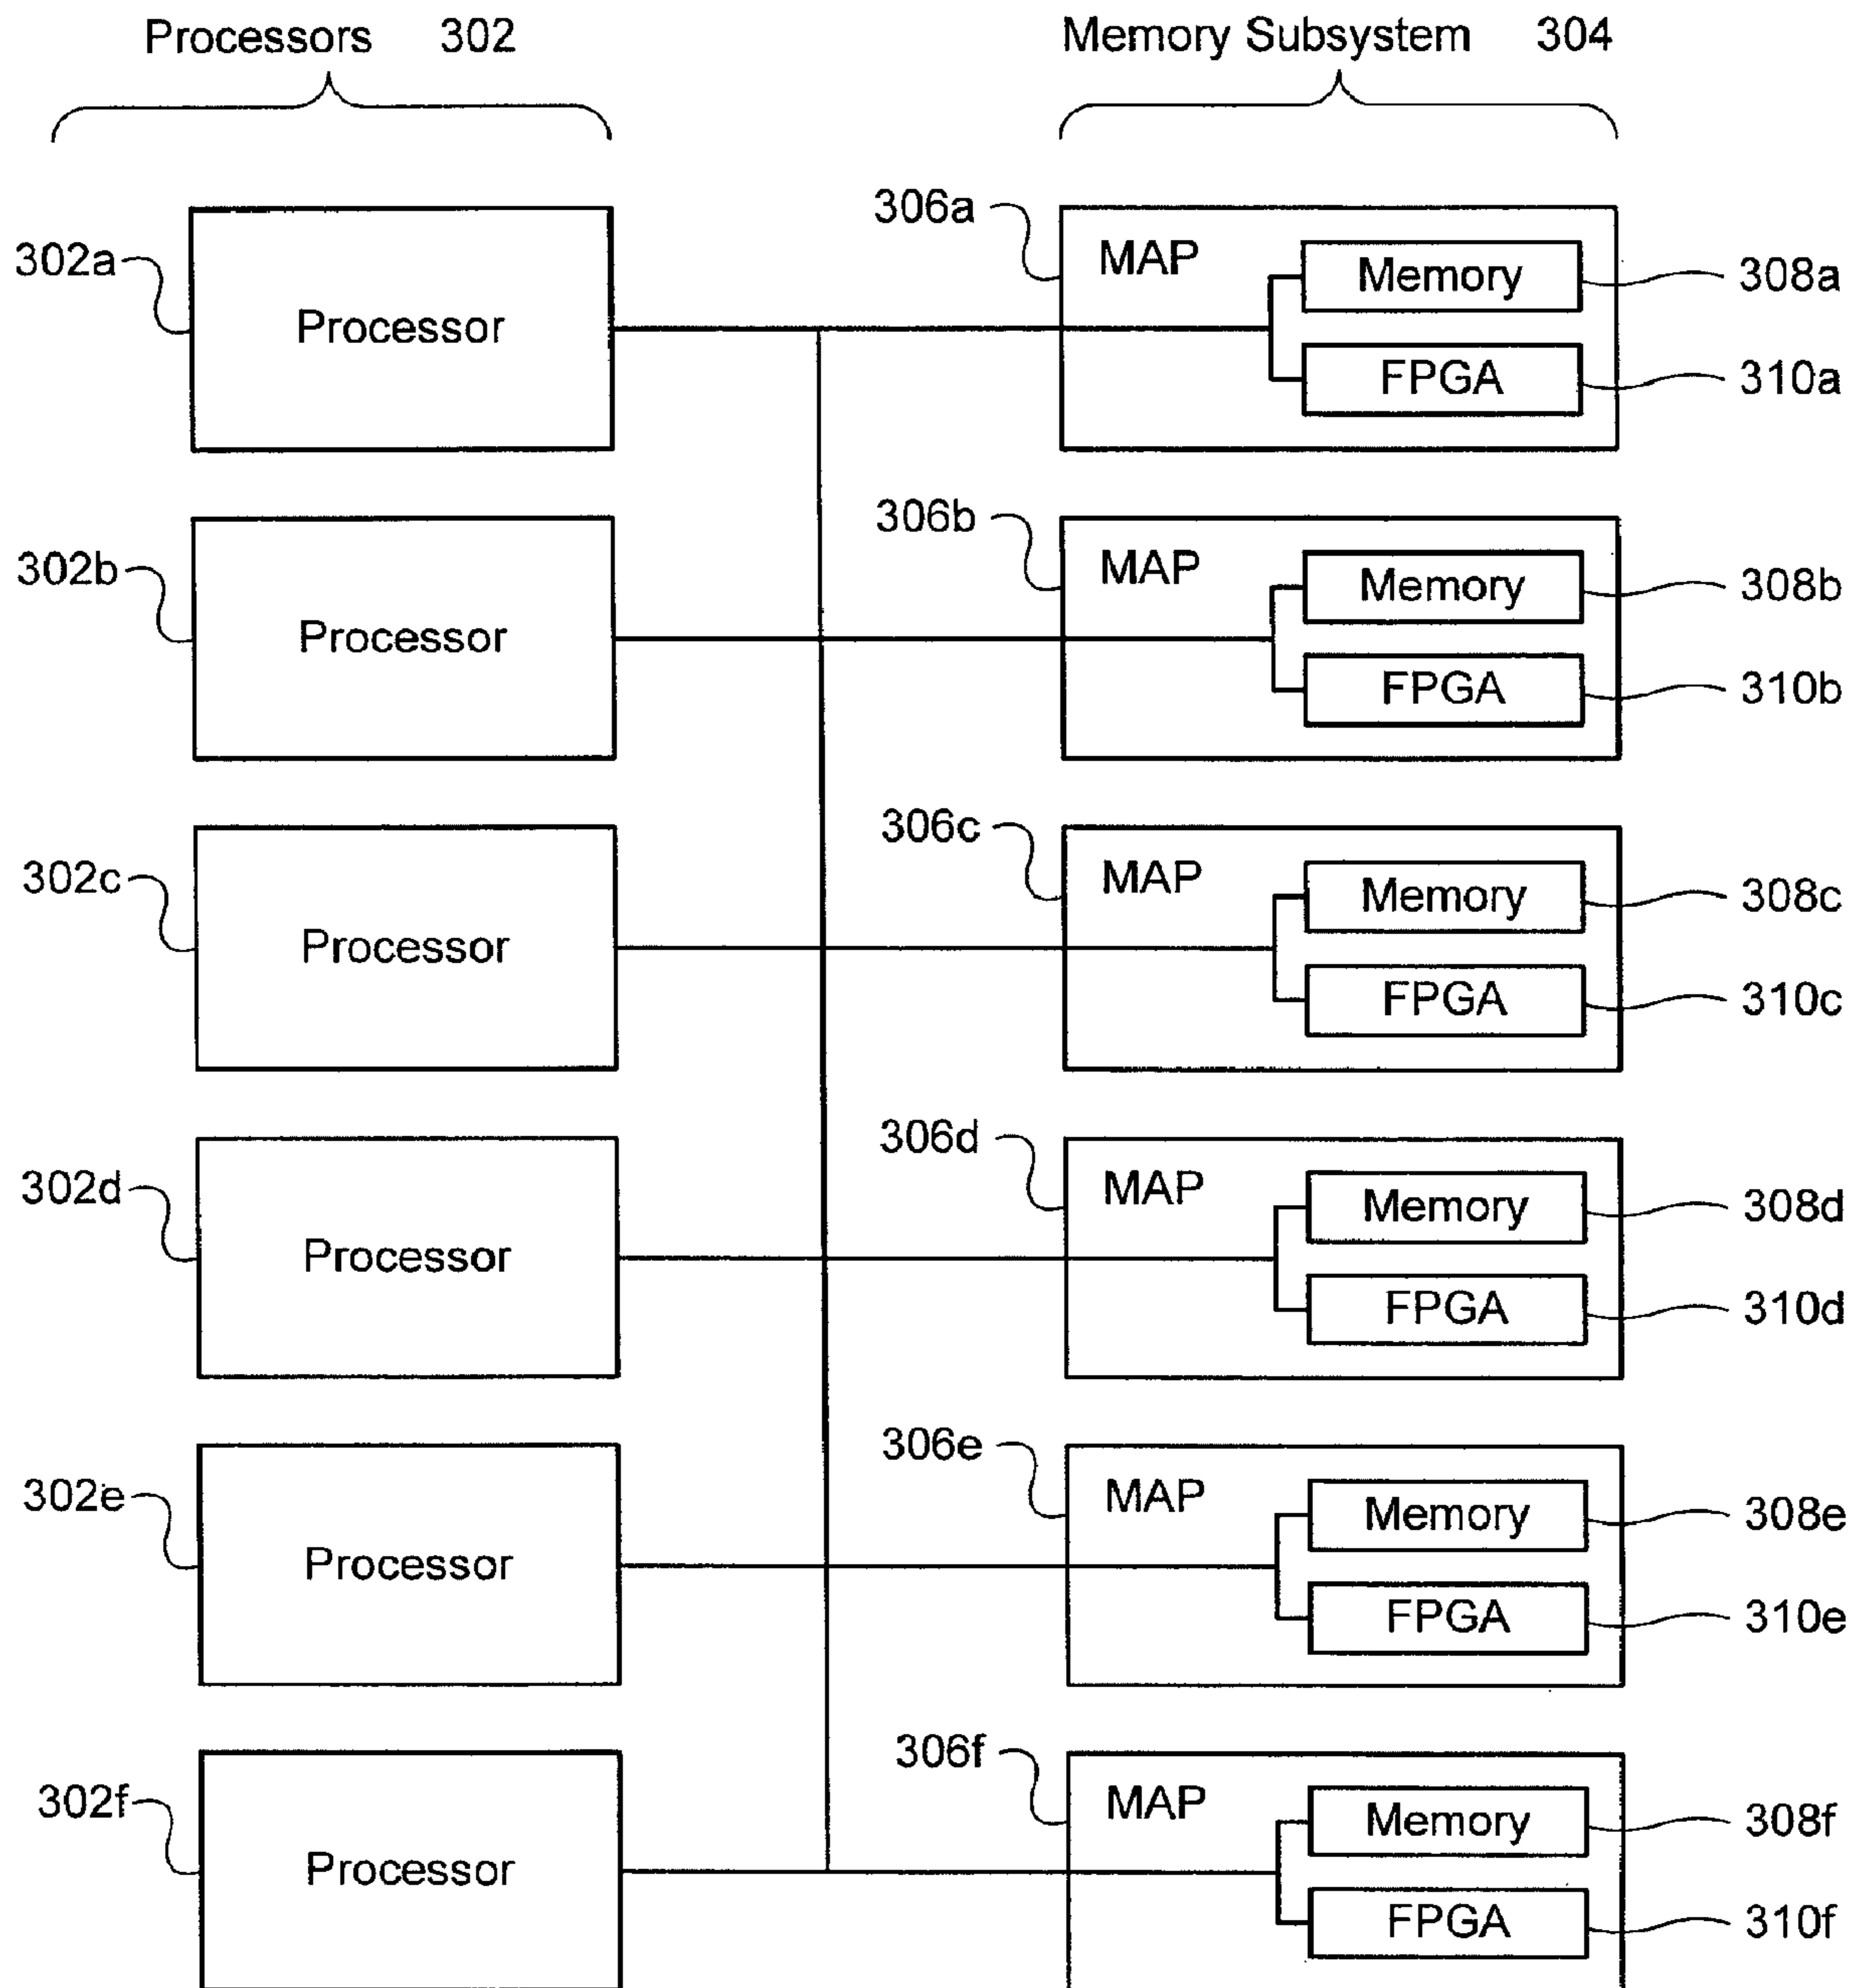 Processors 302
Memory Subsystem 304
302a
Processor
306a
MAP
Memory
308a
FPGA
310a
302b
Processor
306b
MAP
Memory
308b
FPGA
310b
302c
Processor
306c
MAP
Memory
308c
FPGA
310c
302d
Processor
306d
MAP
Memory
308d
FPGA
310d
302e
Processor
306e
MAP
Memory
308e
FPGA
310e
302f
Processor
306f
MAP
Memory
308f
FPGA
310f